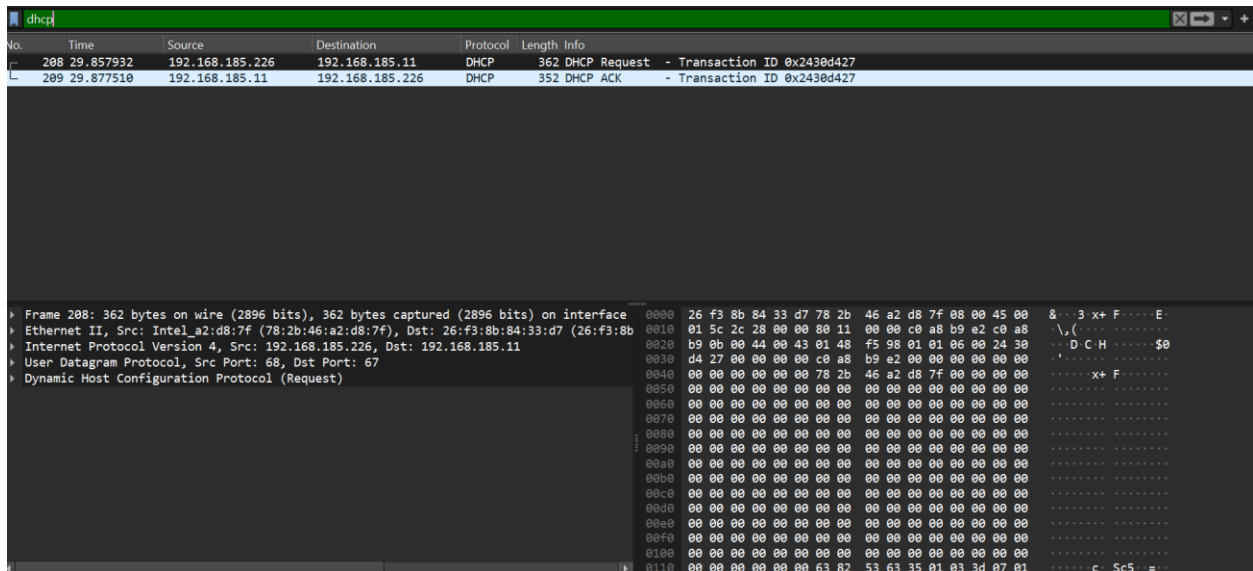 dhcp
No. Time Source Destination Protocol Length Info
208 29.857932 192.168.185.226 192.168.185.11 DHCP 362 DHCP Request - Transaction ID 0x2430d427
209 29.877510 192.168.185.11 192.168.185.226 DHCP 352 DHCP ACK - Transaction ID 0x2430d427
Frame 208: 362 bytes on wire (2896 bits), 362 bytes captured (2896 bits) on interface
Ethernet II, Src: Intel_a2:d8:7f (78:2b:46:a2:d8:7f), Dst: 26:f3:8b:84:33:d7 (26:f3:8b
Internet Protocol Version 4, Src: 192.168.185.226, Dst: 192.168.185.11
User Datagram Protocol, Src Port: 68, Dst Port: 67
Dynamic Host Configuration Protocol (Request)
0000 26 f3 8b 84 33 d7 78 2b 46 a2 d8 7f 08 00 45 00 &···3·x+ F·····E·
0010 01 5c 2c 28 00 00 80 11 00 00 c0 a8 b9 e2 c0 a8 ·\,(···· ········
0020 b9 0b 00 44 00 43 01 48 f5 98 01 01 06 00 24 30 ···D·C·H ······$0
0030 d4 27 00 00 00 00 c0 a8 b9 e2 00 00 00 00 00 00 ·'······ ········
0040 00 00 00 00 00 00 78 2b 46 a2 d8 7f 00 00 00 00 ······x+ F·······
0050 00 00 00 00 00 00 00 00 00 00 00 00 00 00 00 00 ········ ········
0060 00 00 00 00 00 00 00 00 00 00 00 00 00 00 00 00 ········ ········
0070 00 00 00 00 00 00 00 00 00 00 00 00 00 00 00 00 ········ ········
0080 00 00 00 00 00 00 00 00 00 00 00 00 00 00 00 00 ········ ········
0090 00 00 00 00 00 00 00 00 00 00 00 00 00 00 00 00 ········ ········
00a0 00 00 00 00 00 00 00 00 00 00 00 00 00 00 00 00 ········ ········
00b0 00 00 00 00 00 00 00 00 00 00 00 00 00 00 00 00 ········ ········
00c0 00 00 00 00 00 00 00 00 00 00 00 00 00 00 00 00 ········ ········
00d0 00 00 00 00 00 00 00 00 00 00 00 00 00 00 00 00 ········ ········
00e0 00 00 00 00 00 00 00 00 00 00 00 00 00 00 00 00 ········ ········
00f0 00 00 00 00 00 00 00 00 00 00 00 00 00 00 00 00 ········ ········
0100 00 00 00 00 00 00 00 00 00 00 00 00 00 00 00 00 ········ ········
0110 00 00 00 00 00 00 63 82 53 63 35 01 03 3d 07 01 ······c· Sc5··=··